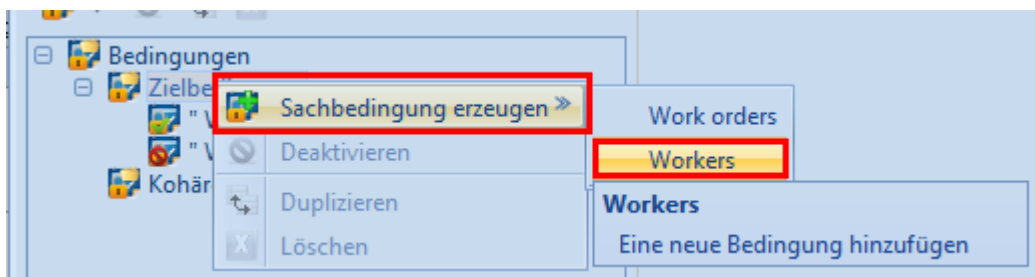 Bedingungen
Sachbedingung erzeugen »
Work orders
Deaktivieren
Workers
Duplizieren
Workers
Löschen
Eine neue Bedingung hinzufügen